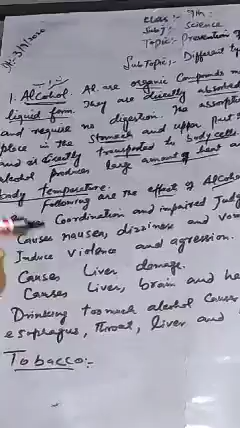 Class :- 9th.
Subj :- Science
Topic:- Prevention of
Sub Topic,- Different ty
1. Alcohol. Al. are organic Compounds
liquid form. They are directly absorbed
and require no digestion. The
place in the Stomach and upper part
and is directly transported to body cells.
alcohol produces large amount of heat
body temperature.
Following are the effect of Alcohol
Coordination and impaired Judg
Causes nausea, dizziness and vom
Induce violence and agression.
Causes Liver damage.
Causes Liver, brain and he
Drinking too much alcohol causes
esophagus, Throat, liver and
Tobacco:-